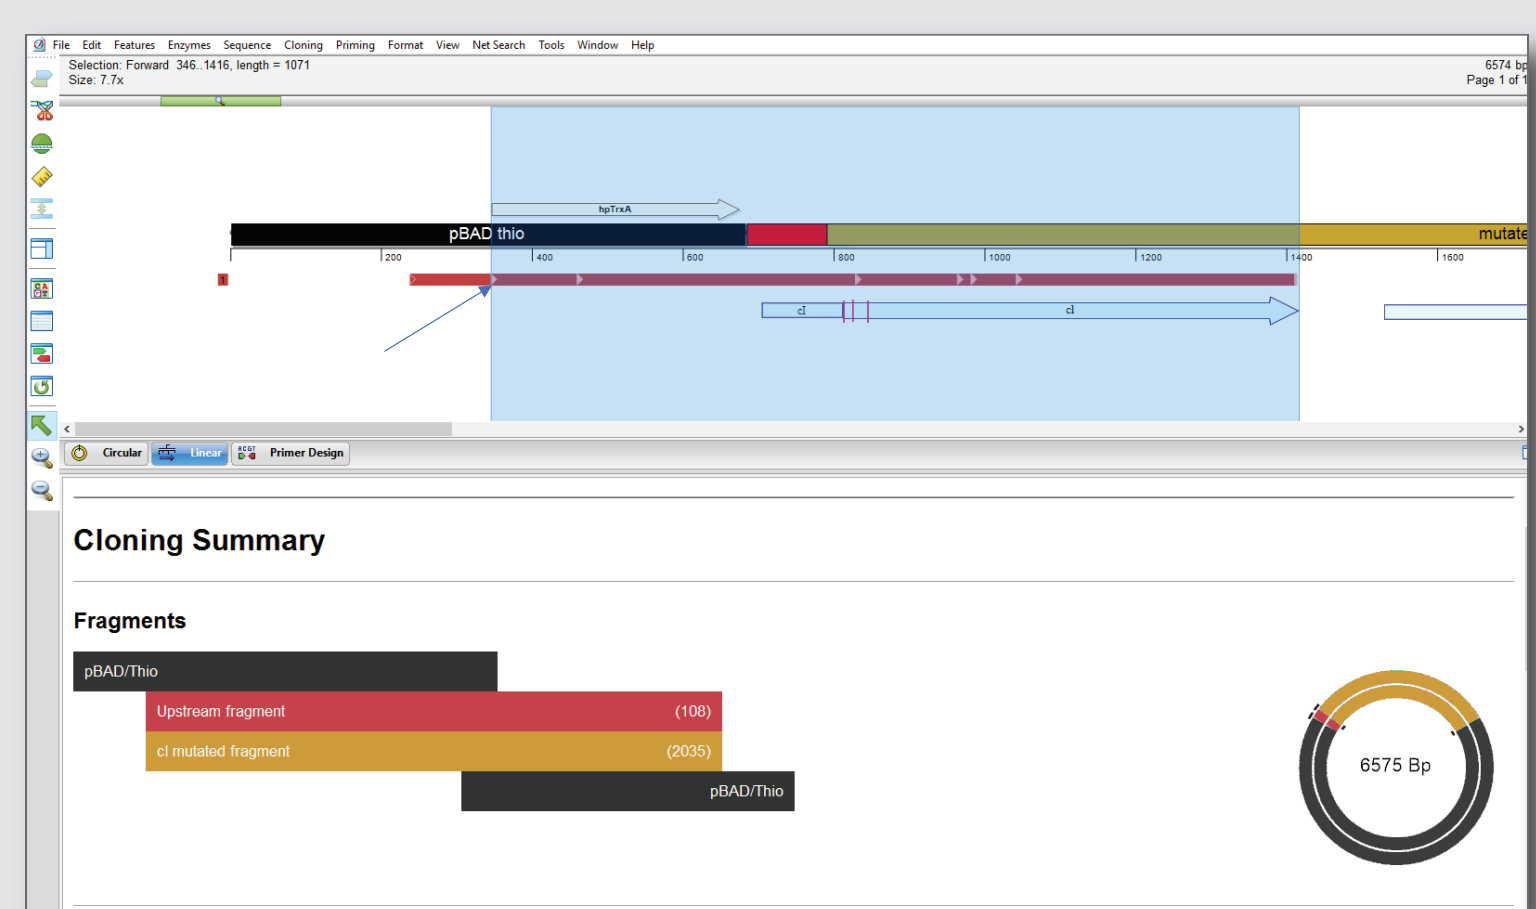 File Edit Features Enzymes Sequence Cloning Priming Format View Net Search Tools Window Help
Selection: Forward 346..1416, length = 1071
6574 bp
Size: 7.7x
Page 1 of 1
hpTrxA
pBAD thio
mutate
200 400 600 800 1000 1200 1400 1600
1
cI cI
Circular Linear Primer Design
Cloning Summary
Fragments
pBAD/Thio
Upstream fragment (108)
cI mutated fragment (2035)
pBAD/Thio
6575 Bp